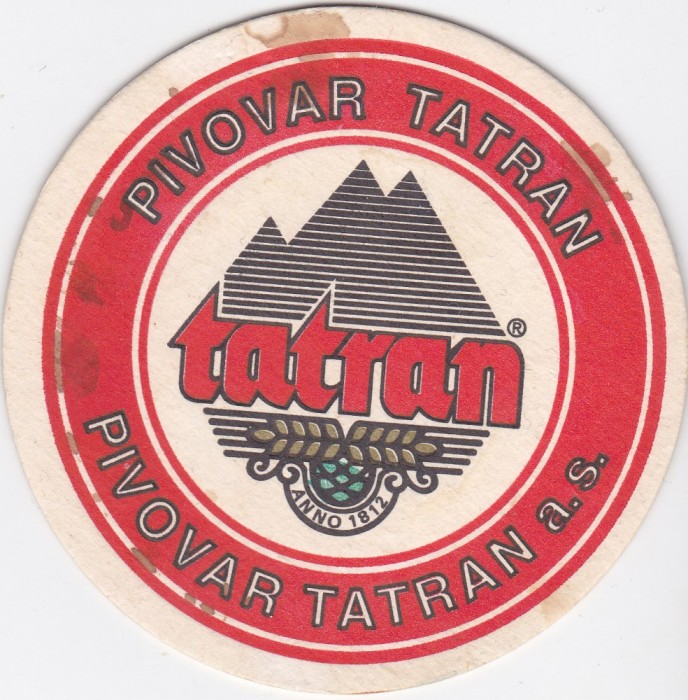 PIVOVAR TATRAN
tatran ®
ANNO 1812
PIVOVAR TATRAN a.s.